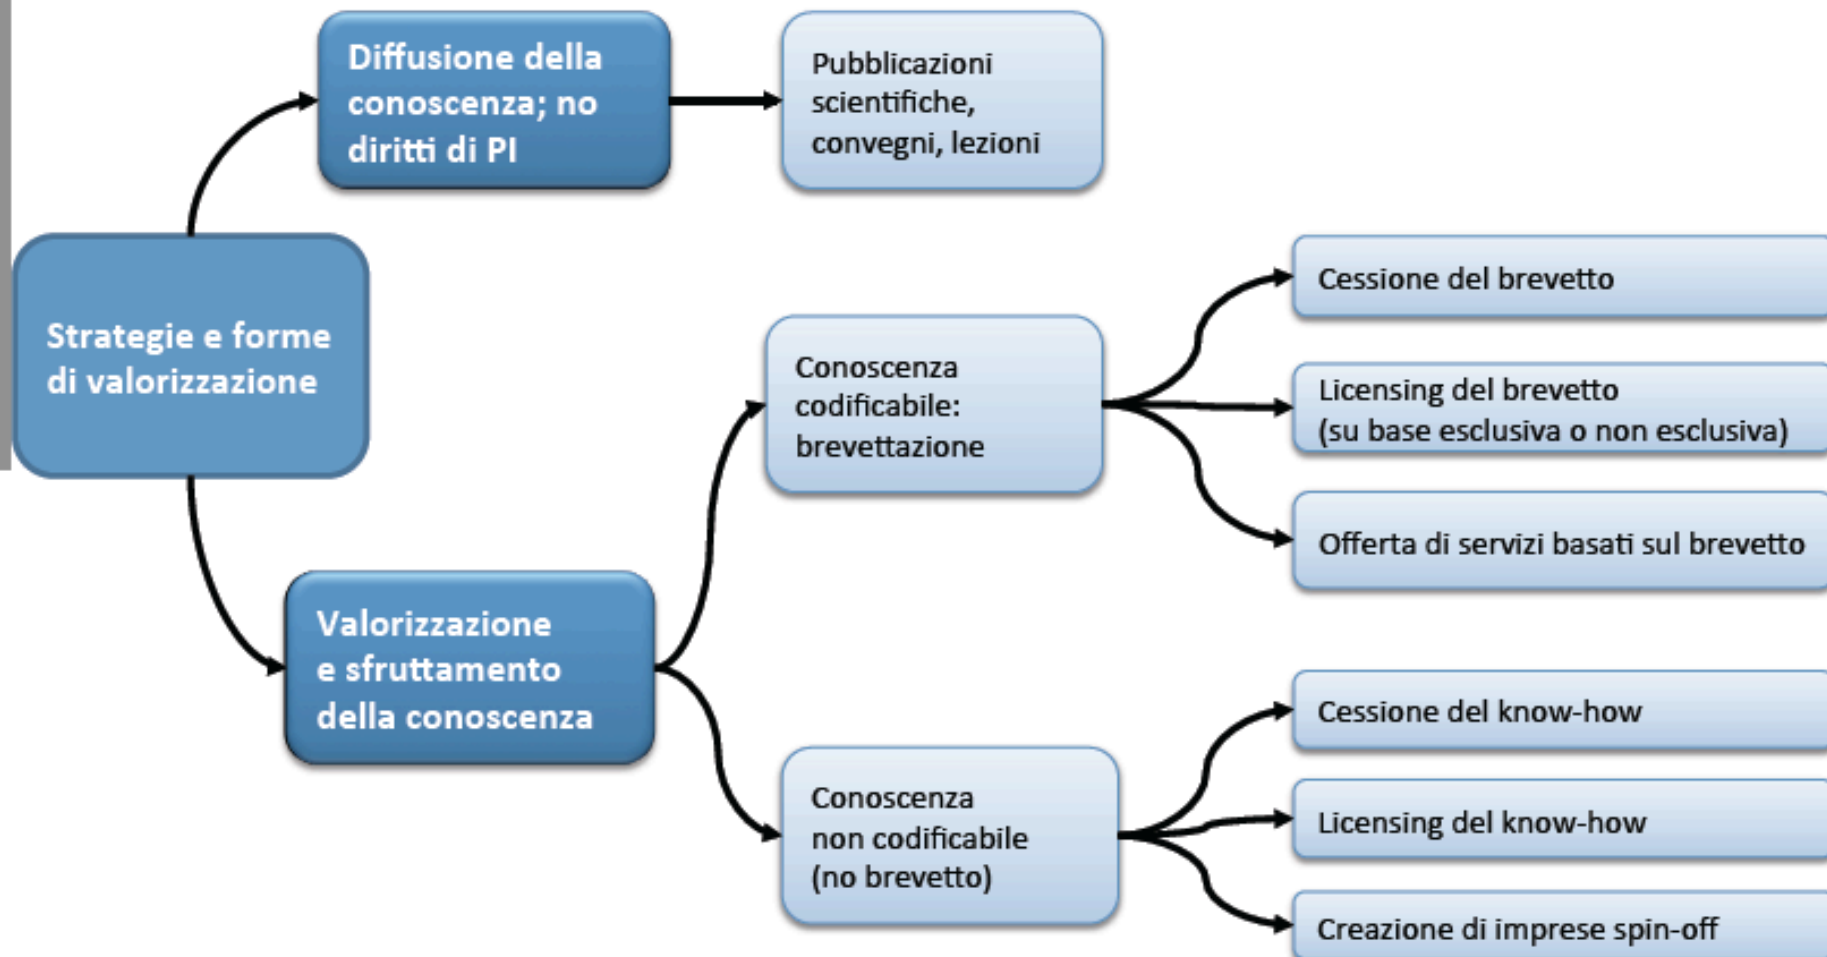 Diffusione della
conoscenza; no
diritti di PI
Pubblicazioni
scientifiche,
convegni, lezioni
Strategie e forme
di valorizzazione
Valorizzazione
e sfruttamento
della conoscenza
Conoscenza
codificabile:
brevettazione
Cessione del brevetto
Licensing del brevetto
(su base esclusiva o non esclusiva)
Offerta di servizi basati sul brevetto
Conoscenza
non codificabile
(no brevetto)
Cessione del know-how
Licensing del know-how
Creazione di imprese spin-off